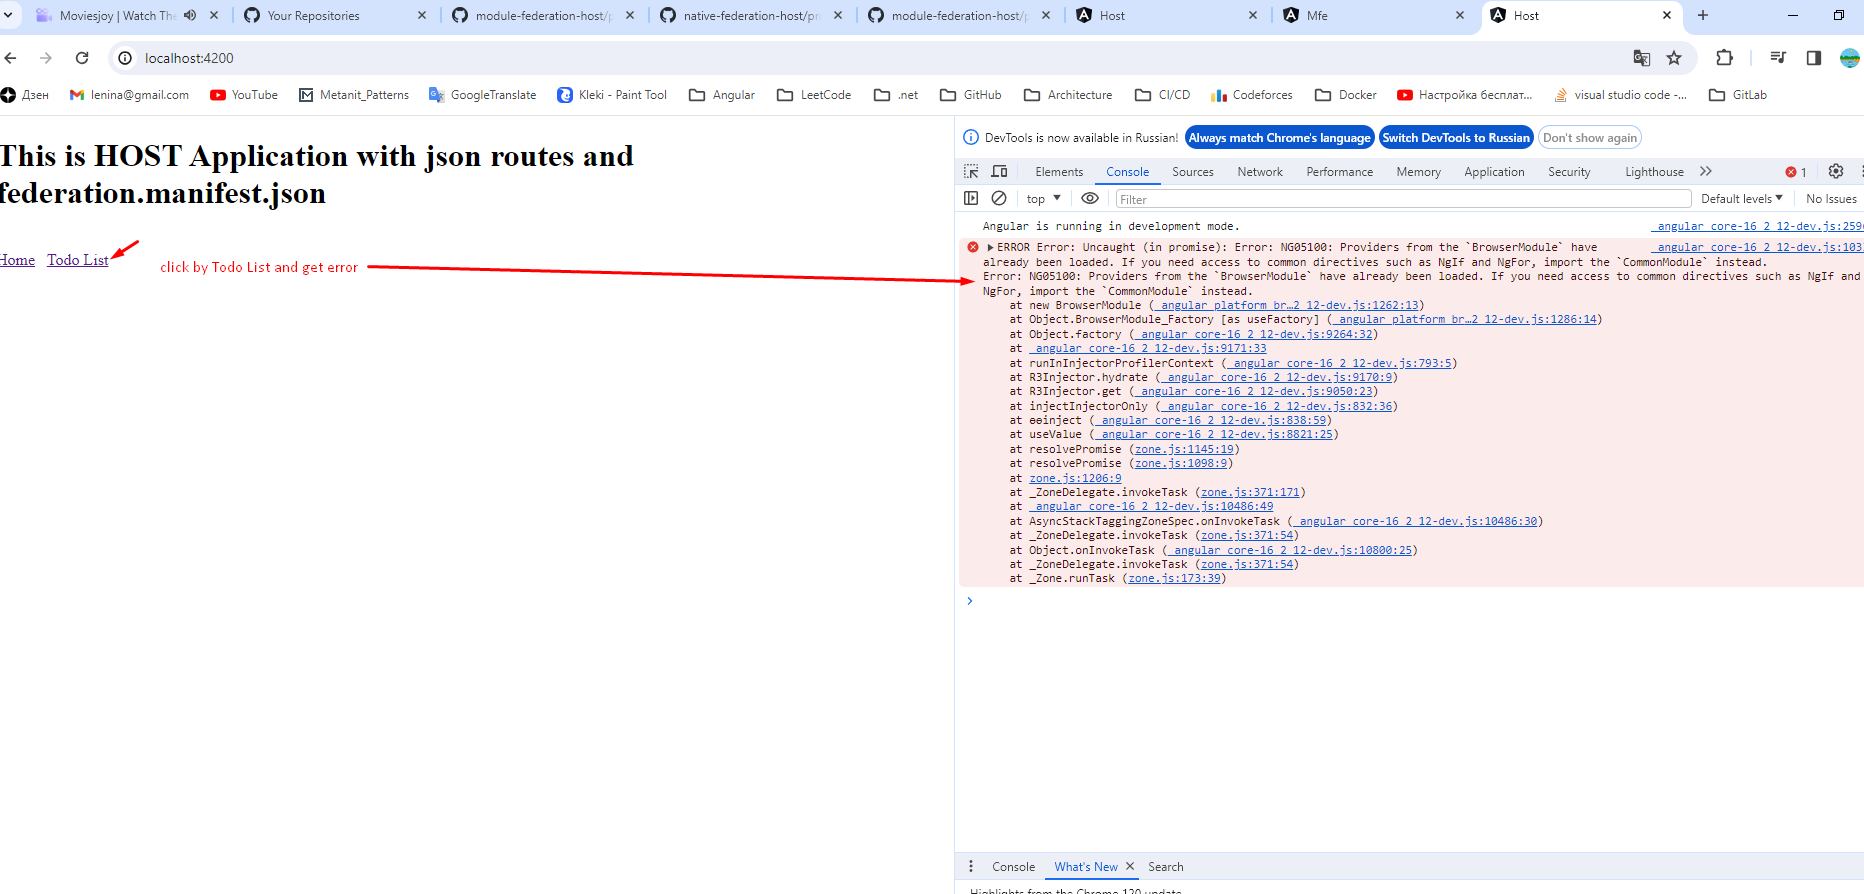 Moviesjoy | Watch The
Your Repositories
module-federation-host/p
native-federation-host/pr
module-federation-host/p
Host
Mfe
Host
localhost:4200
Дзен
lenina@gmail.com
YouTube
Metanit_Patterns
GoogleTranslate
Kleki - Paint Tool
Angular
LeetCode
.net
GitHub
Architecture
CI/CD
Codeforces
Docker
Настройка бесплат...
visual studio code -...
GitLab
This is HOST Application with json routes and
federation.manifest.json
Home Todo List
click by Todo List and get error
DevTools is now available in Russian! Always match Chrome's language Switch DevTools to Russian Don't show again
Elements Console Sources Network Performance Memory Application Security Lighthouse 1
top Filter Default levels No Issues
Angular is running in development mode. _angular_core-16_2_12-dev.js:259
ERROR Error: Uncaught (in promise): Error: NG05100: Providers from the `BrowserModule` have _angular_core-16_2_12-dev.js:103
already been loaded. If you need access to common directives such as NgIf and NgFor, import the `CommonModule` instead.
Error: NG05100: Providers from the `BrowserModule` have already been loaded. If you need access to common directives such as NgIf and
NgFor, import the `CommonModule` instead.
at new BrowserModule (_angular_platform_br…2_12-dev.js:1262:13)
at Object.BrowserModule_Factory [as useFactory] (_angular_platform_br…2_12-dev.js:1286:14)
at Object.factory (_angular_core-16_2_12-dev.js:9264:32)
at _angular_core-16_2_12-dev.js:9171:33
at runInInjectorProfilerContext (_angular_core-16_2_12-dev.js:793:5)
at R3Injector.hydrate (_angular_core-16_2_12-dev.js:9170:9)
at R3Injector.get (_angular_core-16_2_12-dev.js:9050:23)
at injectInjectorOnly (_angular_core-16_2_12-dev.js:832:36)
at ɵɵinject (_angular_core-16_2_12-dev.js:838:59)
at useValue (_angular_core-16_2_12-dev.js:8821:25)
at resolvePromise (zone.js:1145:19)
at resolvePromise (zone.js:1098:9)
at zone.js:1206:9
at _ZoneDelegate.invokeTask (zone.js:371:171)
at _angular_core-16_2_12-dev.js:10486:49
at AsyncStackTaggingZoneSpec.onInvokeTask (_angular_core-16_2_12-dev.js:10486:30)
at _ZoneDelegate.invokeTask (zone.js:371:54)
at Object.onInvokeTask (_angular_core-16_2_12-dev.js:10800:25)
at _ZoneDelegate.invokeTask (zone.js:371:54)
at _Zone.runTask (zone.js:173:39)
Console What's New Search
Highlights from the Chrome 120 update